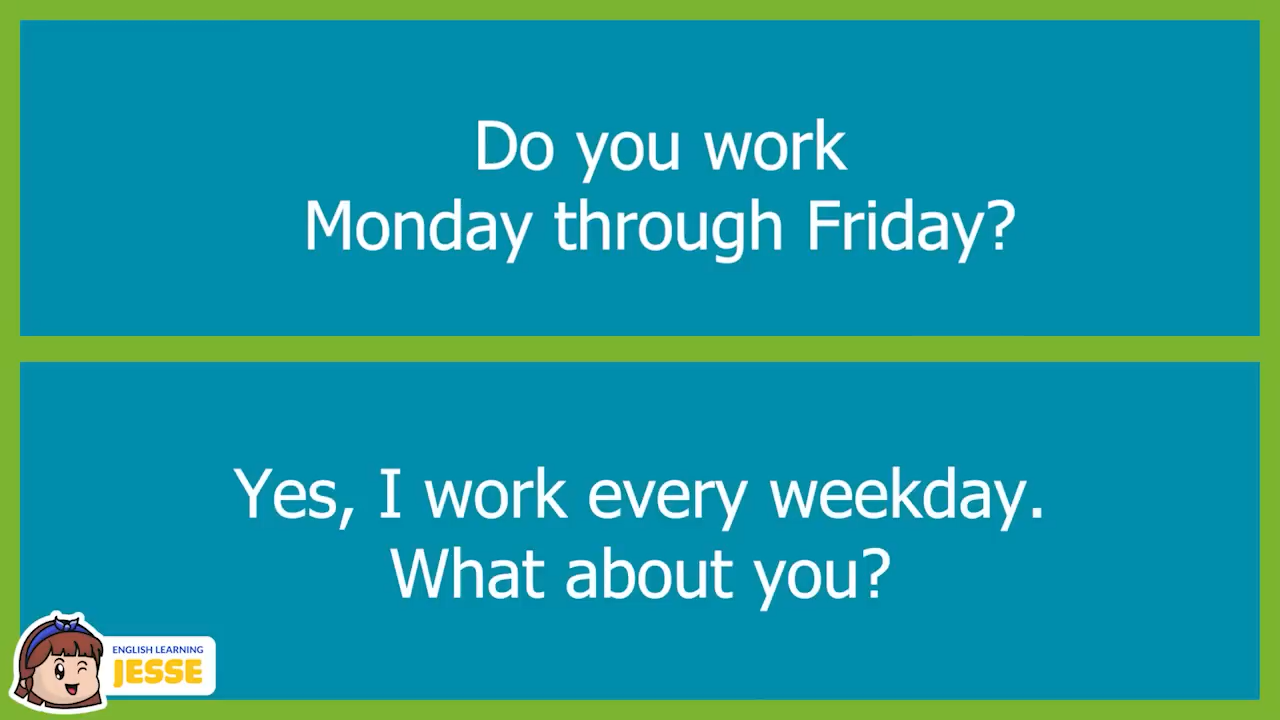 Do you work
Monday through Friday?
Yes, I work every weekday.
What about you?
ENGLISH LEARNING
JESSE